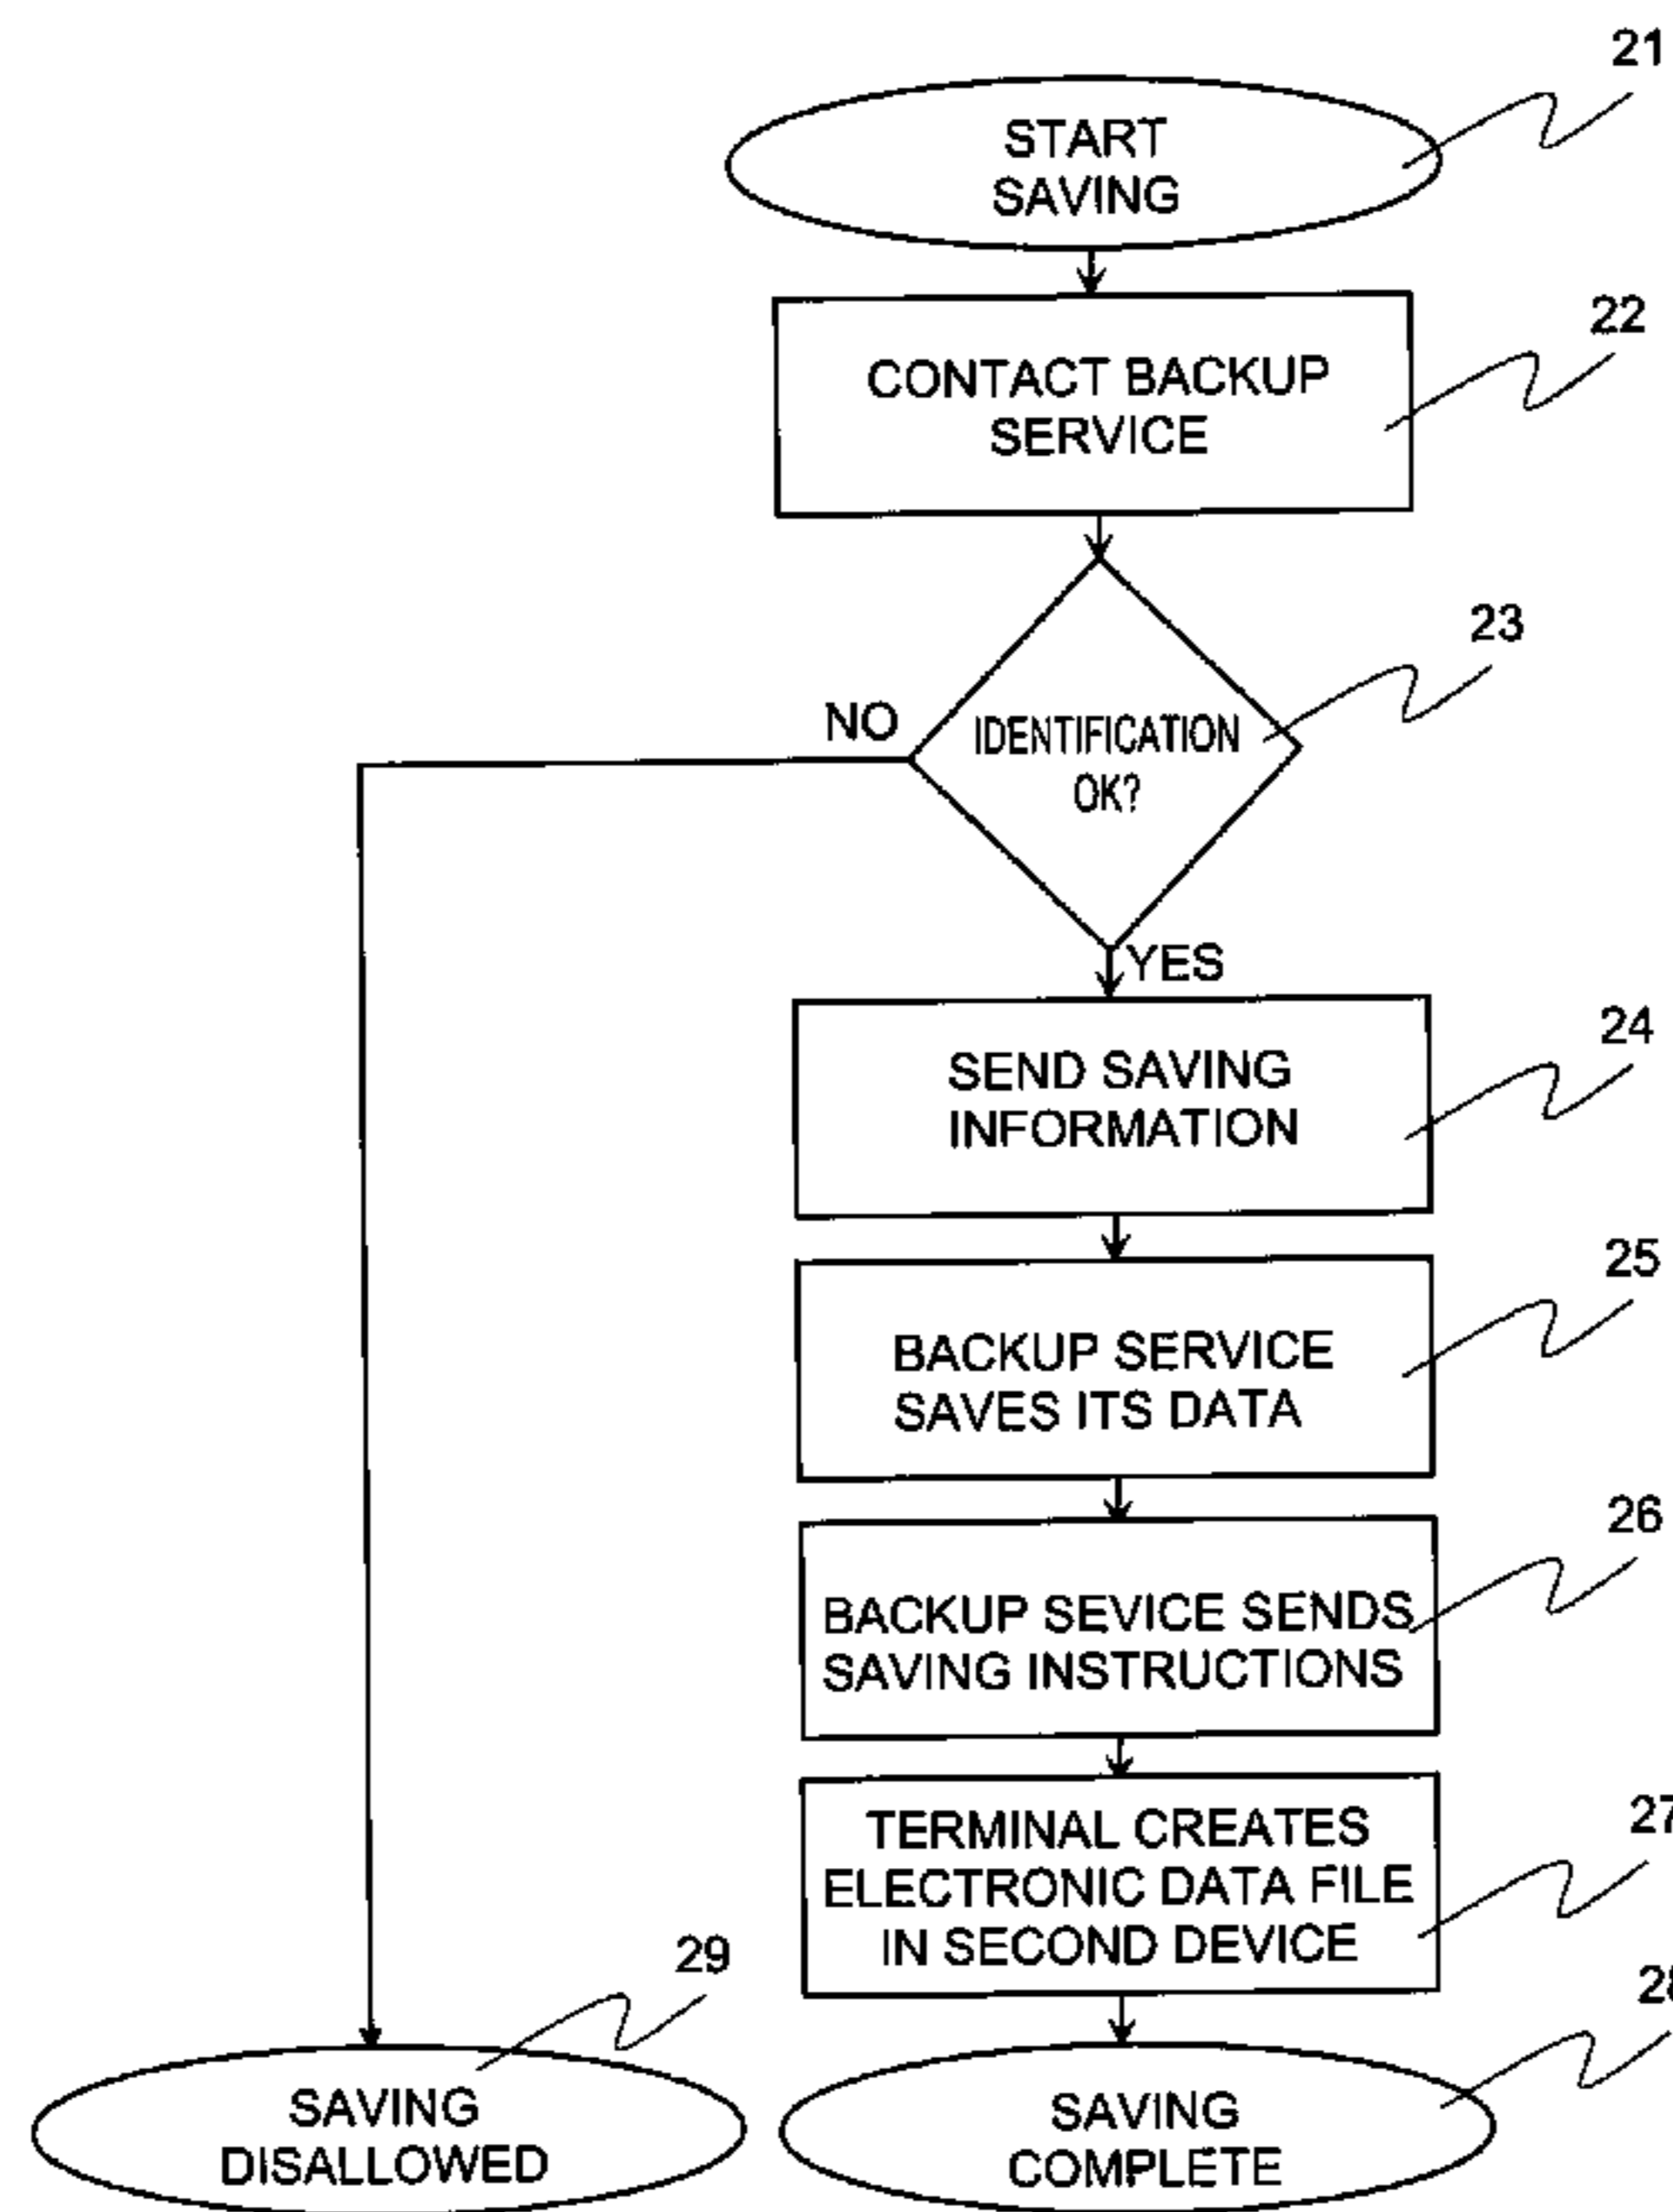 21
START
SAVING
22
CONTACT BACKUP
SERVICE
23
NO
IDENTIFICATION
OK?
YES
24
SEND SAVING
INFORMATION
25
BACKUP SERVICE
SAVES ITS DATA
26
BACKUP SEVICE SENDS
SAVING INSTRUCTIONS
27
TERMINAL CREATES
ELECTRONIC DATA FILE
IN SECOND DEVICE
29
28
SAVING
DISALLOWED
SAVING
COMPLETE